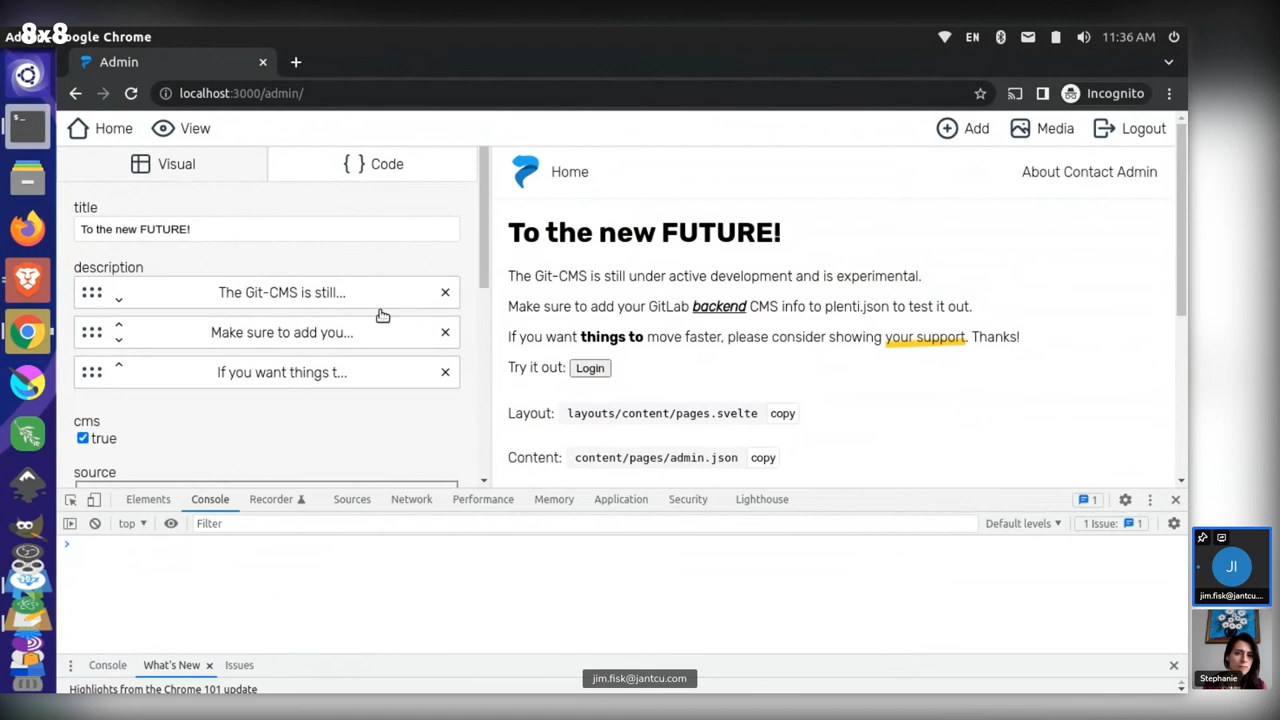 8x8
Google Chrome
EN
11:36 AM
Admin
localhost:3000/admin/
Incognito
Home
View
Add
Media
Logout
Visual
{ } Code
title
To the new FUTURE!
description
The Git-CMS is still...
Make sure to add you...
If you want things t...
cms
true
source
Home
About Contact Admin
To the new FUTURE!
The Git-CMS is still under active development and is experimental.
Make sure to add your GitLab backend CMS info to plenti.json to test it out.
If you want things to move faster, please consider showing your support. Thanks!
Try it out: Login
Layout: layouts/content/pages.svelte copy
Content: content/pages/admin.json copy
Elements Console Recorder Sources Network Performance Memory Application Security Lighthouse
1
top
Filter
Default levels
1 Issue: 1
Console What's New Issues
Highlights from the Chrome 101 update
jim.fisk@jantcu.com
JI
jim.fisk@jantcu....
Stephanie